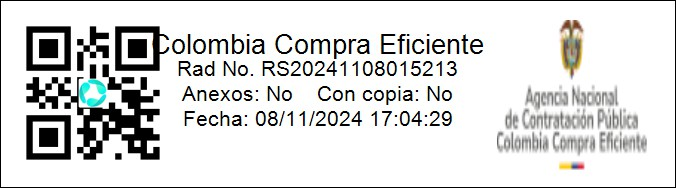 Colombia Compra Eficiente
Rad No. RS20241108015213
Anexos: No Con copia: No
Fecha: 08/11/2024 17:04:29
Agencia Nacional
de Contratación Pública
Colombia Compra Eficiente